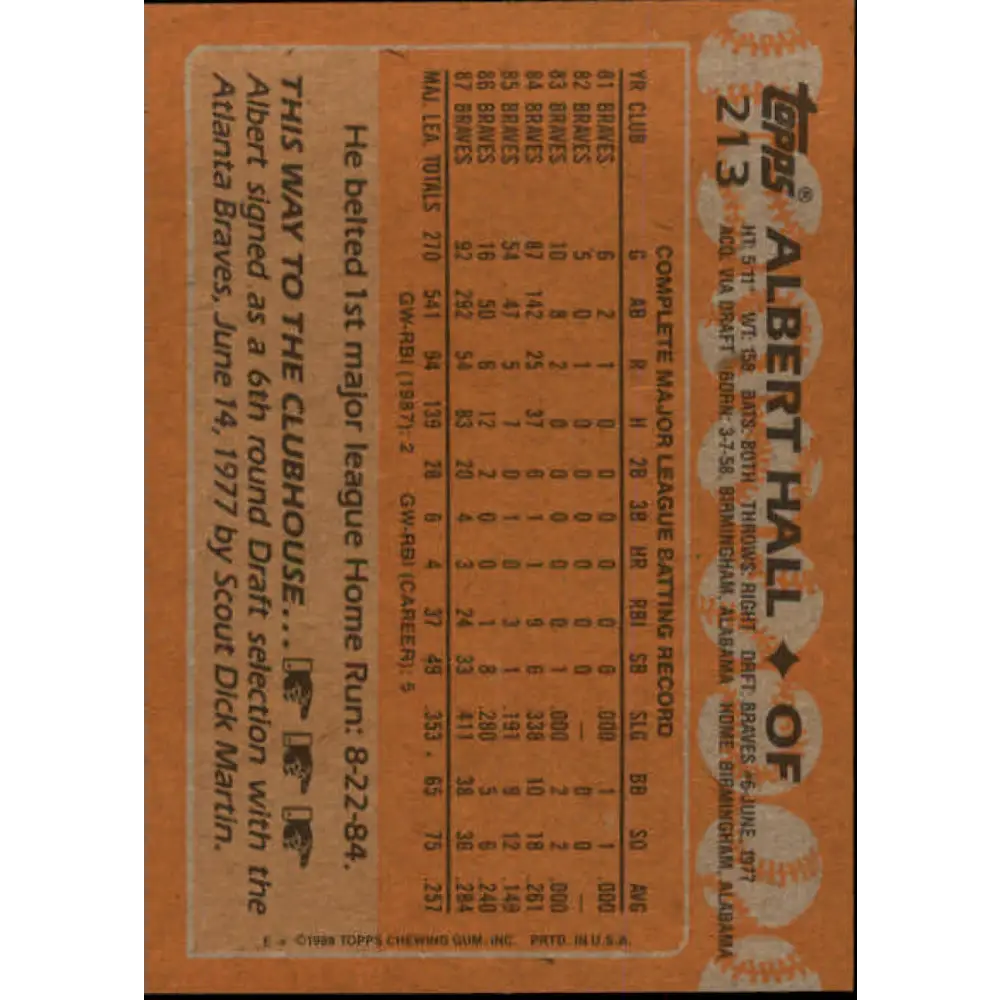 topps®
213
ALBERT HALL ♦ OF
HT: 5'11" WT: 158 BATS: BOTH THROWS: RIGHT DRFT: BRAVES #6-JUNE, 1977
ACQ: VIA DRAFT BORN: 3-7-58, BIRMINGHAM, ALABAMA HOME: BIRMINGHAM, ALABAMA
COMPLETE MAJOR LEAGUE BATTING RECORD
YR CLUB G AB R H 2B 3B HR RBI SB SLG BB SO AVG
81 BRAVES 6 2 1 0 0 0 0 0 0 .000 1 1 .000
82 BRAVES 5 0 1 0 0 0 0 0 0 — 0 0 —
83 BRAVES 10 8 2 0 0 0 0 0 1 .000 2 2 .000
84 BRAVES 87 142 25 37 6 1 1 9 6 .338 10 18 .261
85 BRAVES 54 47 5 7 0 1 0 3 1 .191 9 12 .149
86 BRAVES 16 50 6 12 2 0 0 1 8 .280 5 6 .240
87 BRAVES 92 292 54 83 20 4 3 24 33 .411 38 36 .284
MAJ. LEA. TOTALS 270 541 94 139 28 6 4 37 49 .353 65 75 .257
GW-RBI (1987): 2 GW-RBI (CAREER): 5
He belted 1st major league Home Run: 8-22-84.
THIS WAY TO THE CLUBHOUSE...
Albert signed as a 6th round Draft selection with the
Atlanta Braves, June 14, 1977 by Scout Dick Martin.
©1988 TOPPS CHEWING GUM, INC. PRTD. IN U.S.A.